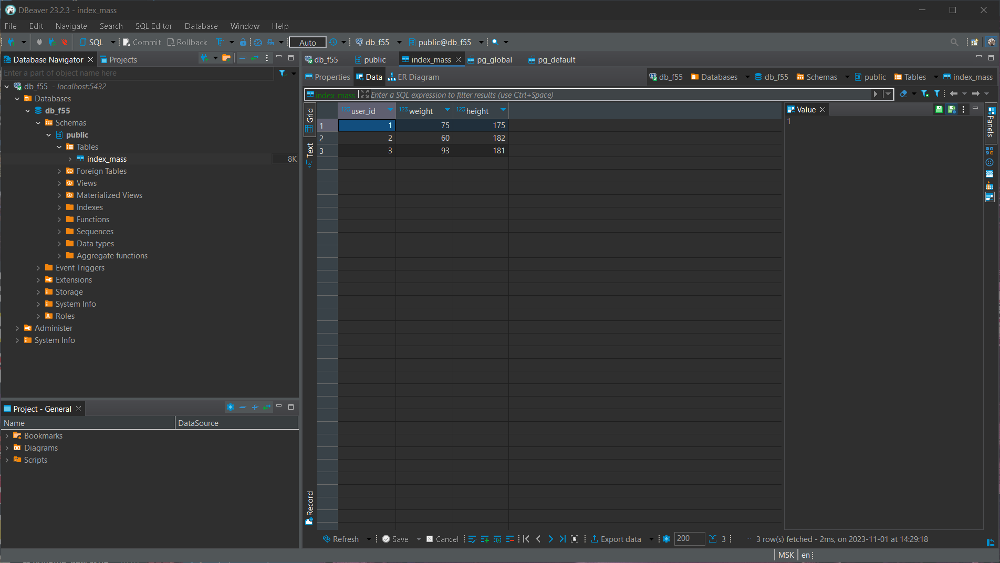 DBeaver 23.2.3 - index_mass
File Edit Navigate Search SQL Editor Database Window Help
SQL Commit Rollback Auto db_f55 public@db_f55
Database Navigator Projects
Enter a part of object name here
db_f55 - localhost:5432
Databases
db_f55
Schemas
public
Tables
index_mass 8K
Foreign Tables
Views
Materialized Views
Indexes
Functions
Sequences
Data types
Aggregate functions
Event Triggers
Extensions
Storage
System Info
Roles
Administer
System Info
Project - General
Name DataSource
Bookmarks
Diagrams
Scripts
db_f55 public index_mass pg_global pg_default
Properties Data ER Diagram db_f55 Databases db_f55 Schemas public Tables index_mass
index_mass Enter a SQL expression to filter results (use Ctrl+Space)
Grid
Text
Record
123 user_id 123 weight 123 height
1 1 75 175
2 2 60 182
3 3 93 181
Value
1
Panels
Refresh Save Cancel Export data 200 3 3 row(s) fetched - 2ms, on 2023-11-01 at 14:29:18
MSK en